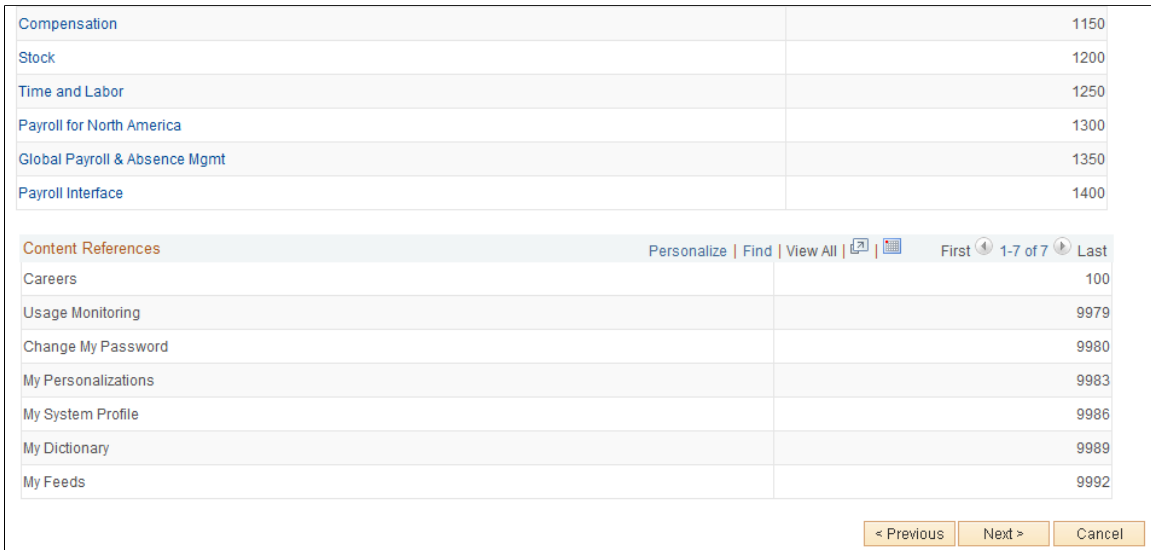 Compensation 1150
Stock 1200
Time and Labor 1250
Payroll for North America 1300
Global Payroll & Absence Mgmt 1350
Payroll Interface 1400
Content References Personalize | Find | View All | | First 1-7 of 7 Last
Careers 100
Usage Monitoring 9979
Change My Password 9980
My Personalizations 9983
My System Profile 9986
My Dictionary 9989
My Feeds 9992
< Previous Next > Cancel